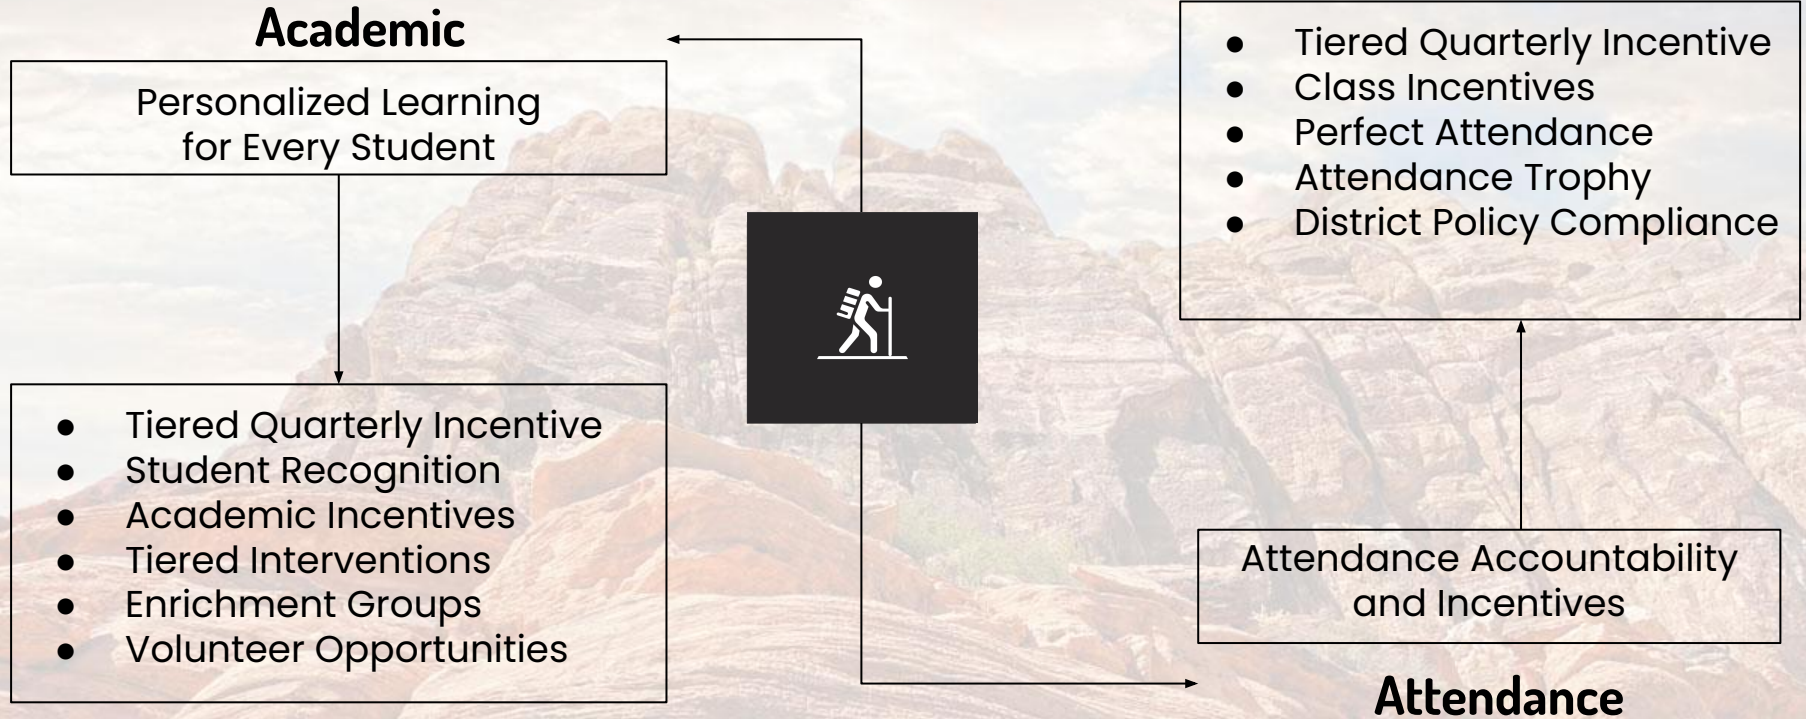 Academic
Personalized Learning
for Every Student
● Tiered Quarterly Incentive
● Student Recognition
● Academic Incentives
● Tiered Interventions
● Enrichment Groups
● Volunteer Opportunities
● Tiered Quarterly Incentive
● Class Incentives
● Perfect Attendance
● Attendance Trophy
● District Policy Compliance
Attendance Accountability
and Incentives
Attendance